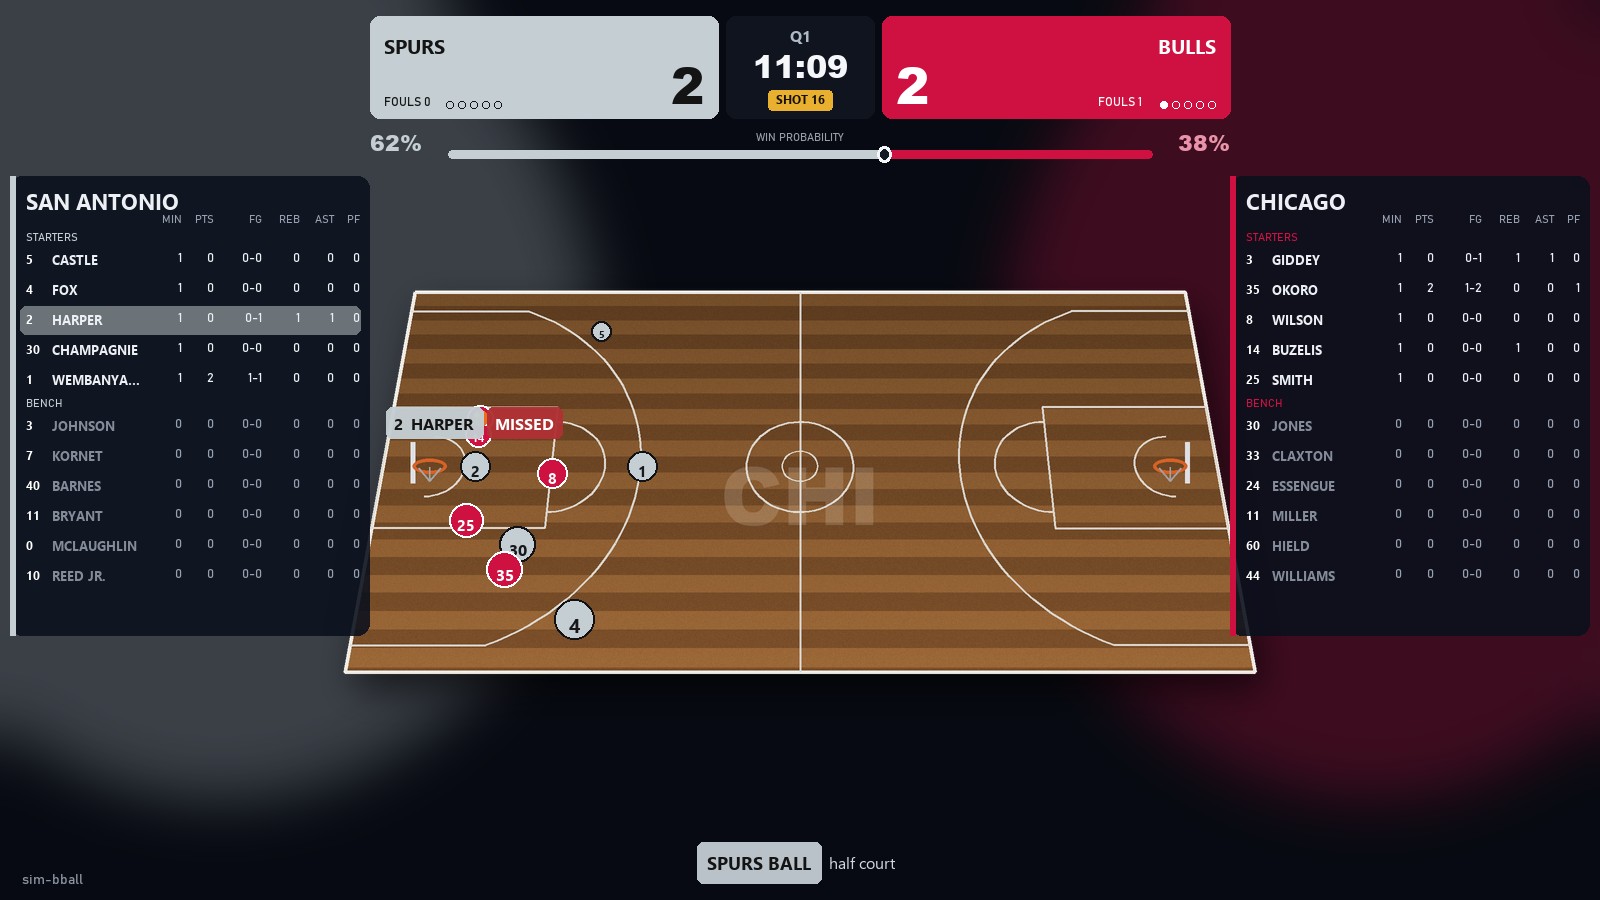 SPURS
2
FOULS 0
Q1
11:09
SHOT 16
BULLS
2
FOULS 1
62%
WIN PROBABILITY
38%
SAN ANTONIO
MIN PTS FG REB AST PF
STARTERS
5 CASTLE 1 0 0-0 0 0 0
4 FOX 1 0 0-0 0 0 0
2 HARPER 1 0 0-1 1 1 0
30 CHAMPAGNIE 1 0 0-0 0 0 0
1 WEMBANYA... 1 2 1-1 0 0 0
BENCH
3 JOHNSON 0 0 0-0 0 0 0
7 KORNET 0 0 0-0 0 0 0
40 BARNES 0 0 0-0 0 0 0
11 BRYANT 0 0 0-0 0 0 0
0 MCLAUGHLIN 0 0 0-0 0 0 0
10 REED JR. 0 0 0-0 0 0 0
CHICAGO
MIN PTS FG REB AST PF
STARTERS
3 GIDDEY 1 0 0-1 1 1 0
35 OKORO 1 2 1-2 0 0 1
8 WILSON 1 0 0-0 0 0 0
14 BUZELIS 1 0 0-0 1 0 0
25 SMITH 1 0 0-0 0 0 0
BENCH
30 JONES 0 0 0-0 0 0 0
33 CLAXTON 0 0 0-0 0 0 0
24 ESSENGUE 0 0 0-0 0 0 0
11 MILLER 0 0 0-0 0 0 0
60 HIELD 0 0 0-0 0 0 0
44 WILLIAMS 0 0 0-0 0 0 0
5
2 HARPER MISSED
2
8
1
CHI
25
30
35
4
SPURS BALL half court
sim-bball